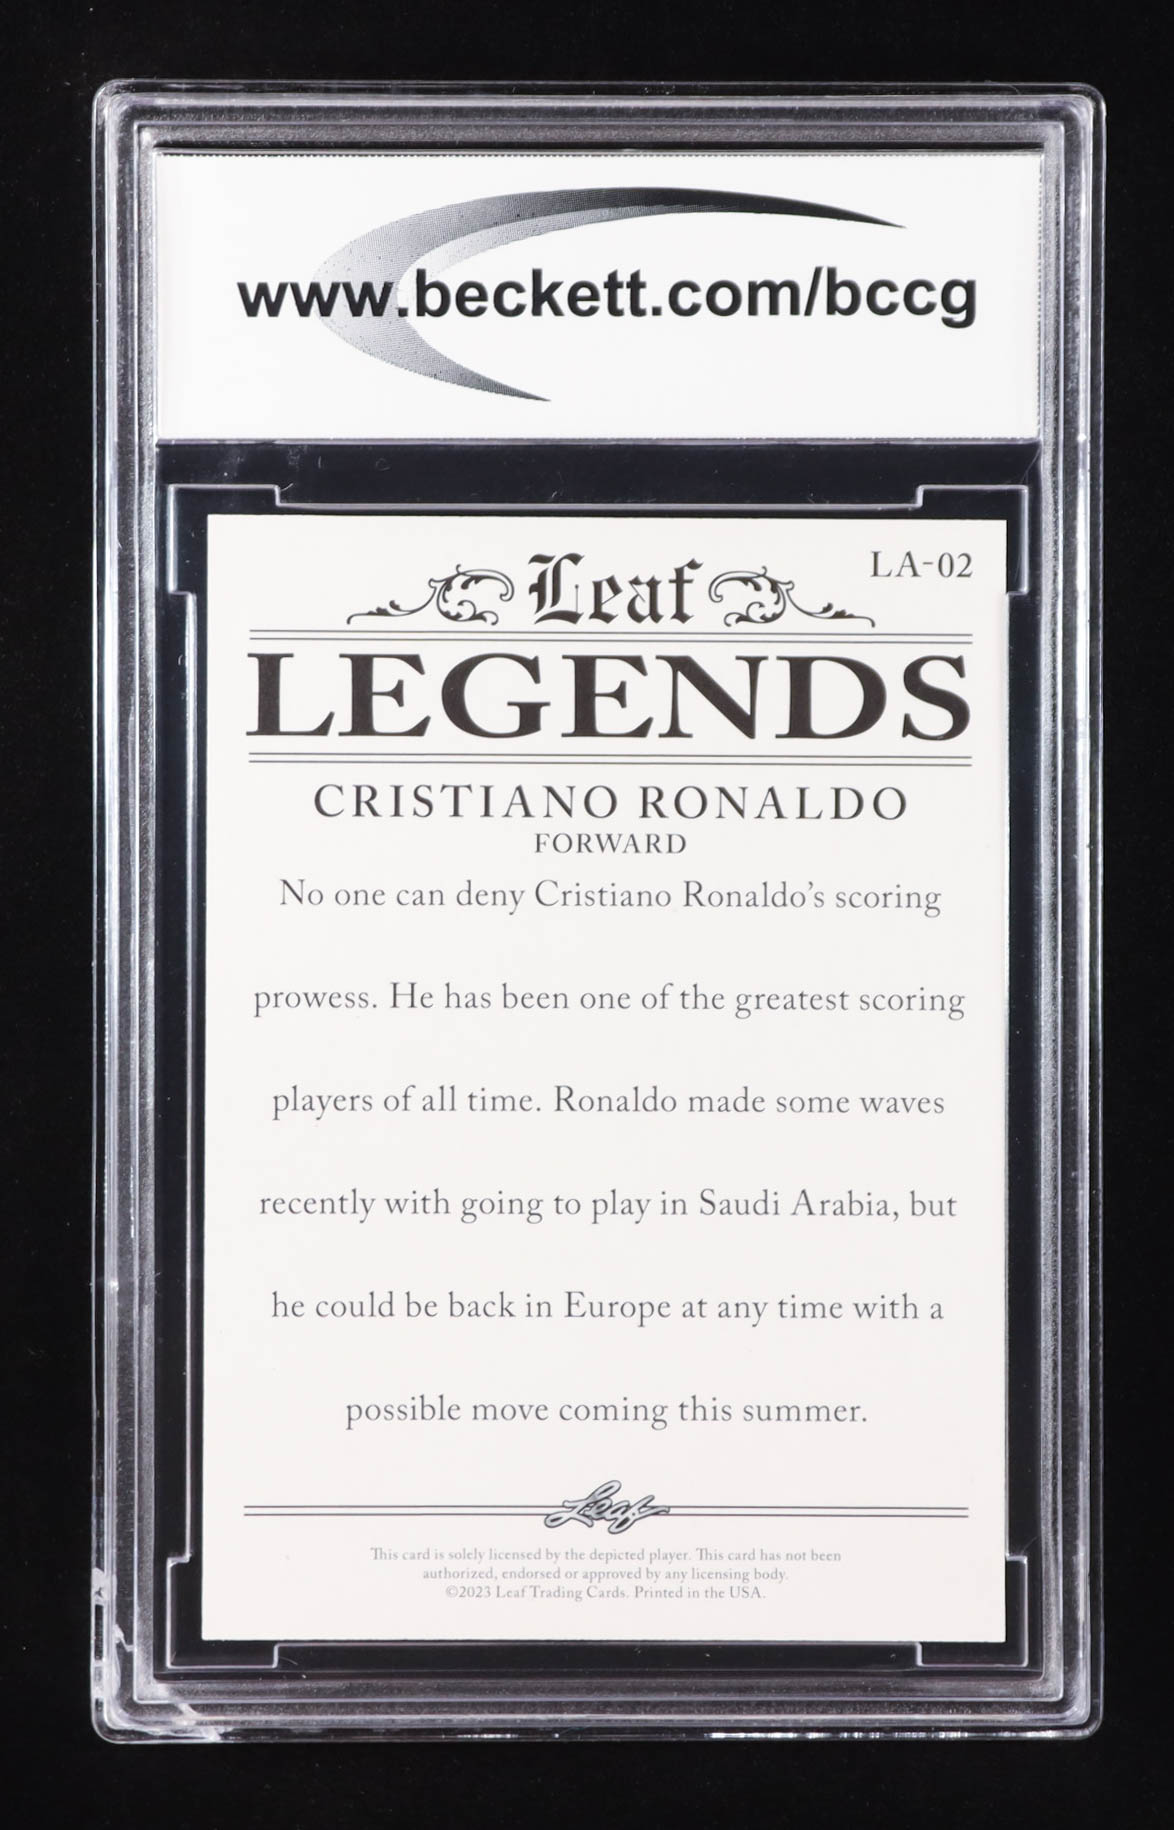 www.beckett.com/bccg
LA-02
Leaf
LEGENDS
CRISTIANO RONALDO
FORWARD
No one can deny Cristiano Ronaldo's scoring
prowess. He has been one of the greatest scoring
players of all time. Ronaldo made some waves
recently with going to play in Saudi Arabia, but
he could be back in Europe at any time with a
possible move coming this summer.
Leaf
This card is solely licensed by the depicted player. This card has not been
authorized, endorsed or approved by any licensing body.
©2023 Leaf Trading Cards. Printed in the USA.